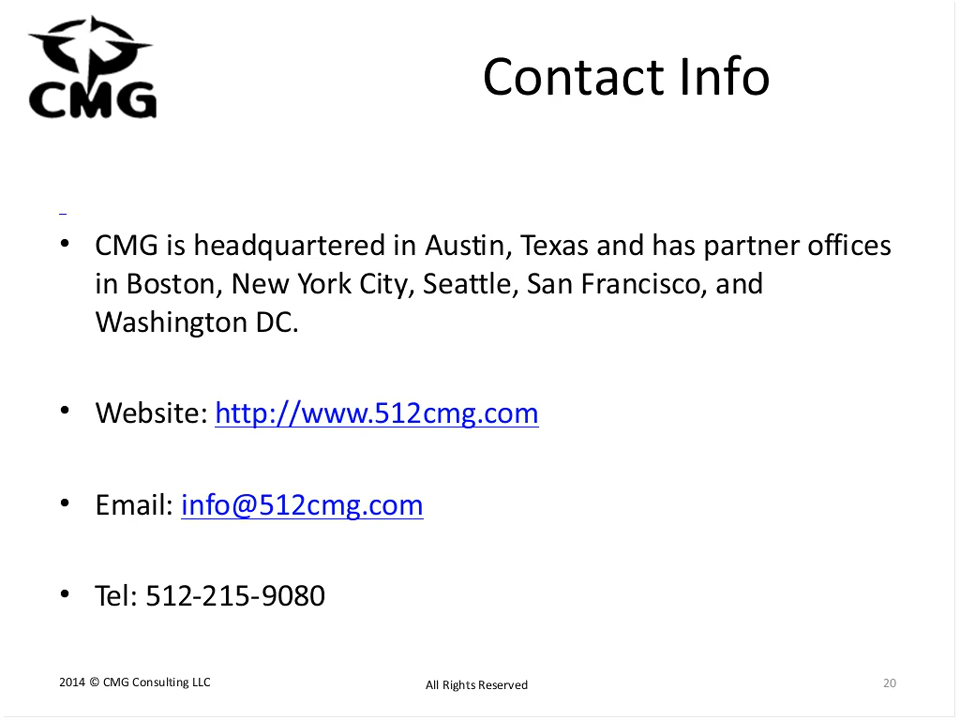 CMG
Contact Info
• CMG is headquartered in Austin, Texas and has partner offices
in Boston, New York City, Seattle, San Francisco, and
Washington DC.
• Website: http://www.512cmg.com
• Email: info@512cmg.com
• Tel: 512-215-9080
2014 © CMG Consulting LLC
All Rights Reserved
20